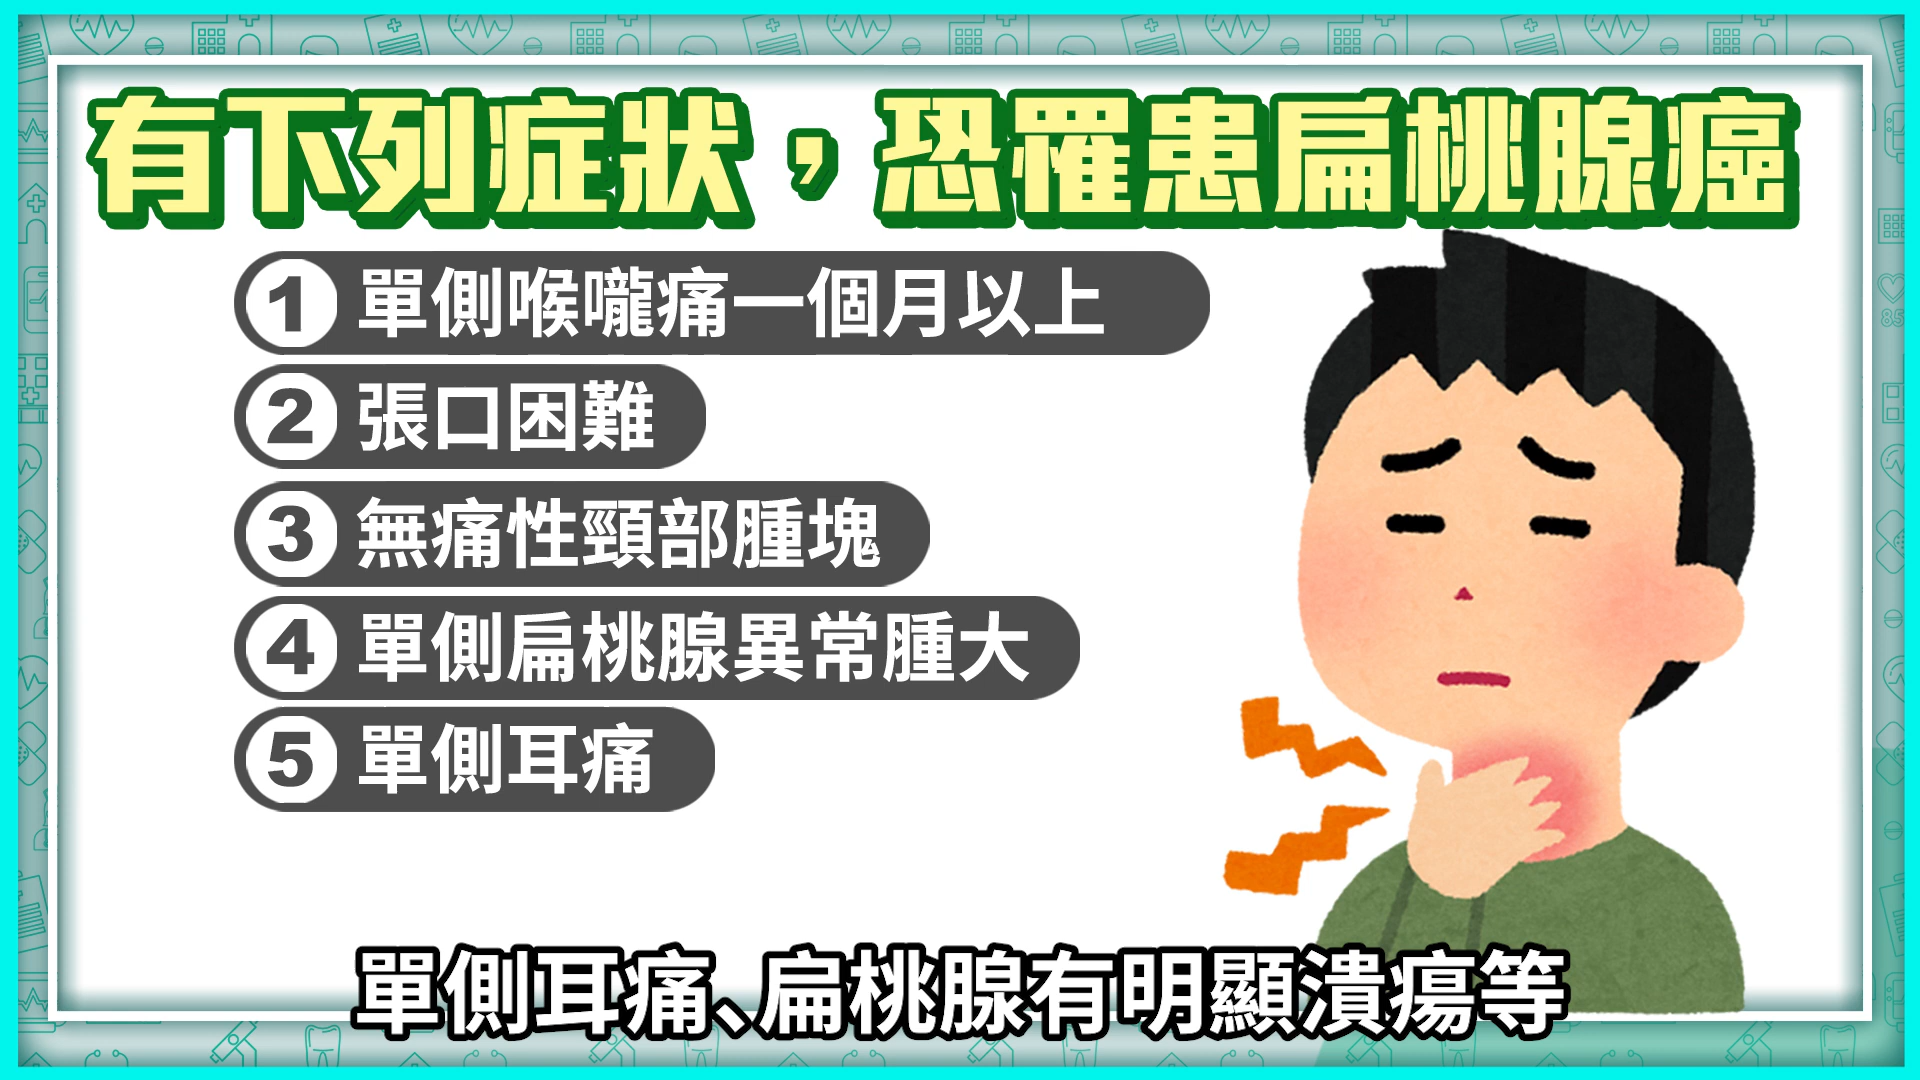 有下列症狀，恐罹患扁桃腺癌
1 單側喉嚨痛一個月以上
2 張口困難
3 無痛性頸部腫塊
4 單側扁桃腺異常腫大
5 單側耳痛
單側耳痛、扁桃腺有明顯潰瘍等